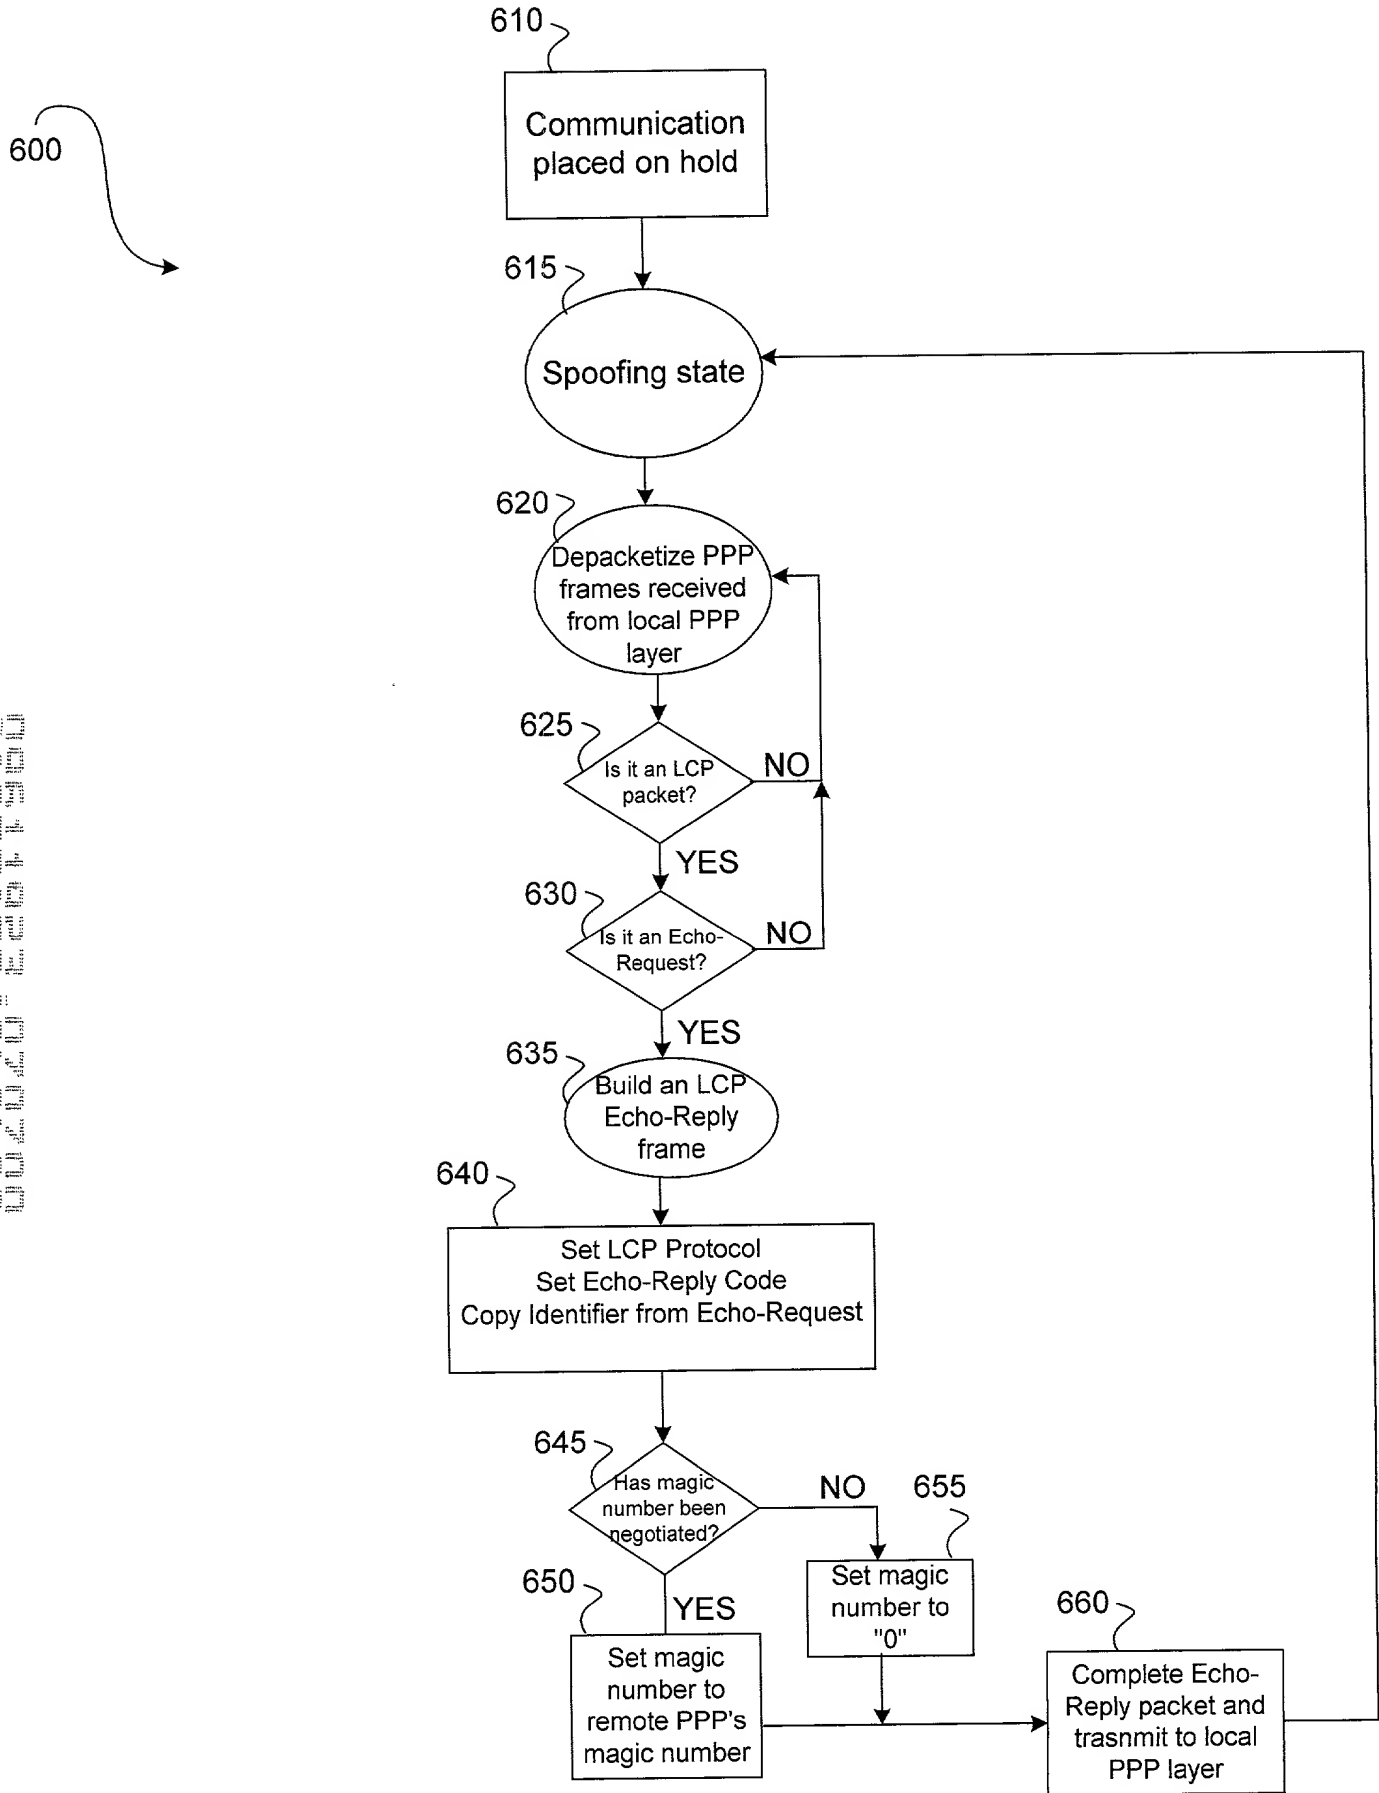 610
600
Communication
placed on hold
615
Spoofing state
620
Depacketize PPP
frames received
from local PPP
layer
625
Is it an LCP
packet?
NO
YES
630
Is it an Echo-
Request?
NO
YES
635
Build an LCP
Echo-Reply
frame
640
Set LCP Protocol
Set Echo-Reply Code
Copy Identifier from Echo-Request
645
Has magic
number been
negotiated?
NO
655
Set magic
number to
"0"
650
YES
Set magic
number to
remote PPP's
magic number
660
Complete Echo-
Reply packet and
trasnmit to local
PPP layer